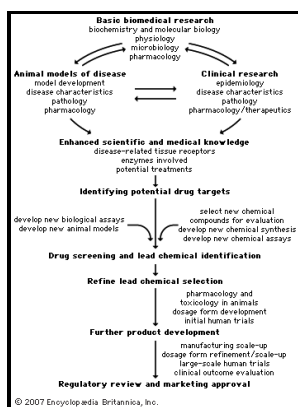 Basic biomedical research
biochemistry and molecular biology
physiology
microbiology
pharmacology
Animal models of disease
model development
disease characteristics
pathology
pharmacology
Clinical research
epidemiology
disease characteristics
pathology
pharmacology/therapeutics
Enhanced scientific and medical knowledge
disease-related tissue receptors
enzymes involved
potential treatments
Identifying potential drug targets
develop new biological assays
develop new animal models
select new chemical
compounds for evaluation
develop new chemical synthesis
develop new chemical assays
Drug screening and lead chemical identification
Refine lead chemical selection
pharmacology and
toxicology in animals
dosage form development
initial human trials
Further product development
manufacturing scale-up
dosage form refinement/scale-up
large-scale human trials
clinical outcome evaluation
Regulatory review and marketing approval
© 2007 Encyclopædia Britannica, Inc.